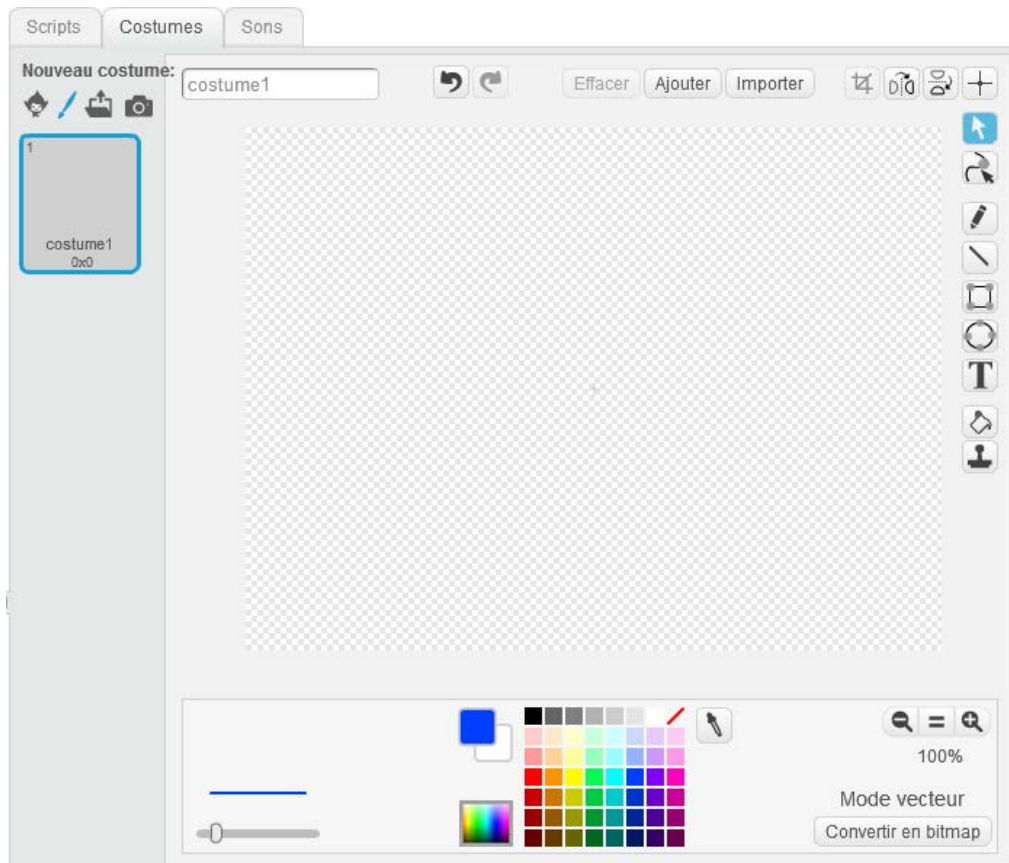 Scripts
Costumes
Sons
Nouveau costume:
costume1
Effacer
Ajouter
Importer
1
costume1
0x0
T
100%
Mode vecteur
Convertir en bitmap